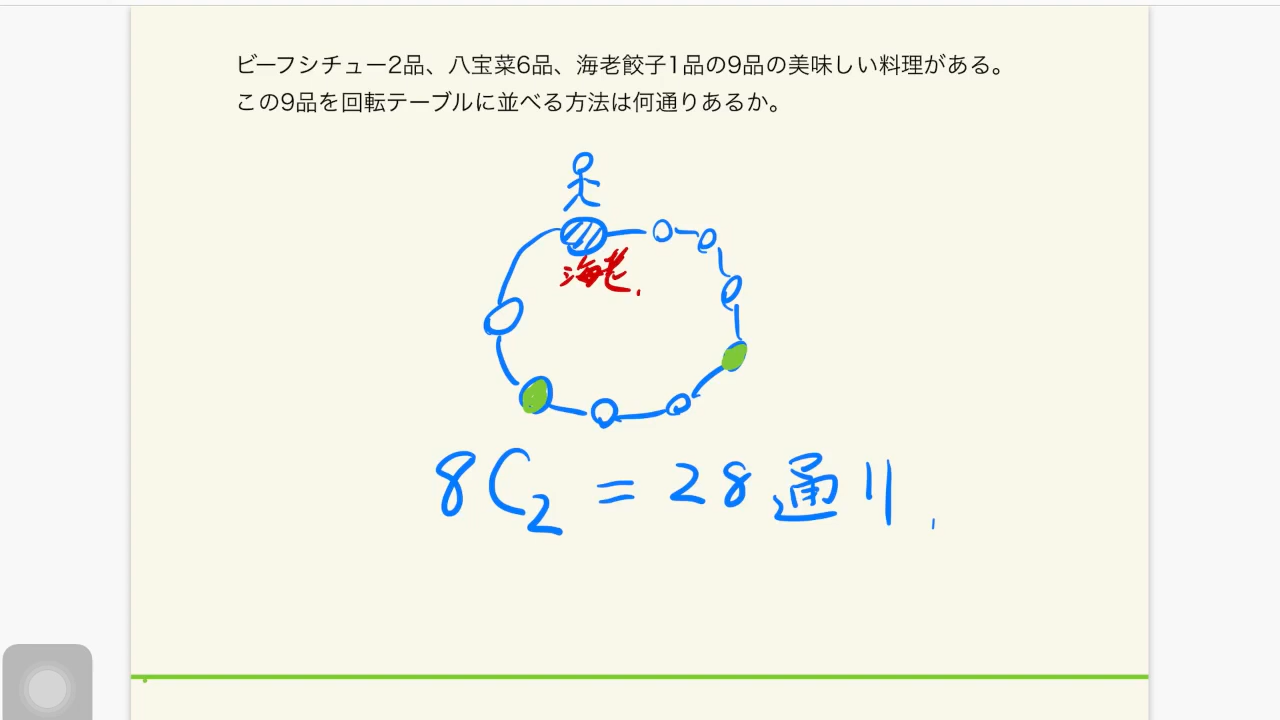 ビーフシチュー2品、八宝菜6品、海老餃子1品の9品の美味しい料理がある。
この9品を回転テーブルに並べる方法は何通りあるか。
海老.
8C2 = 28通り.